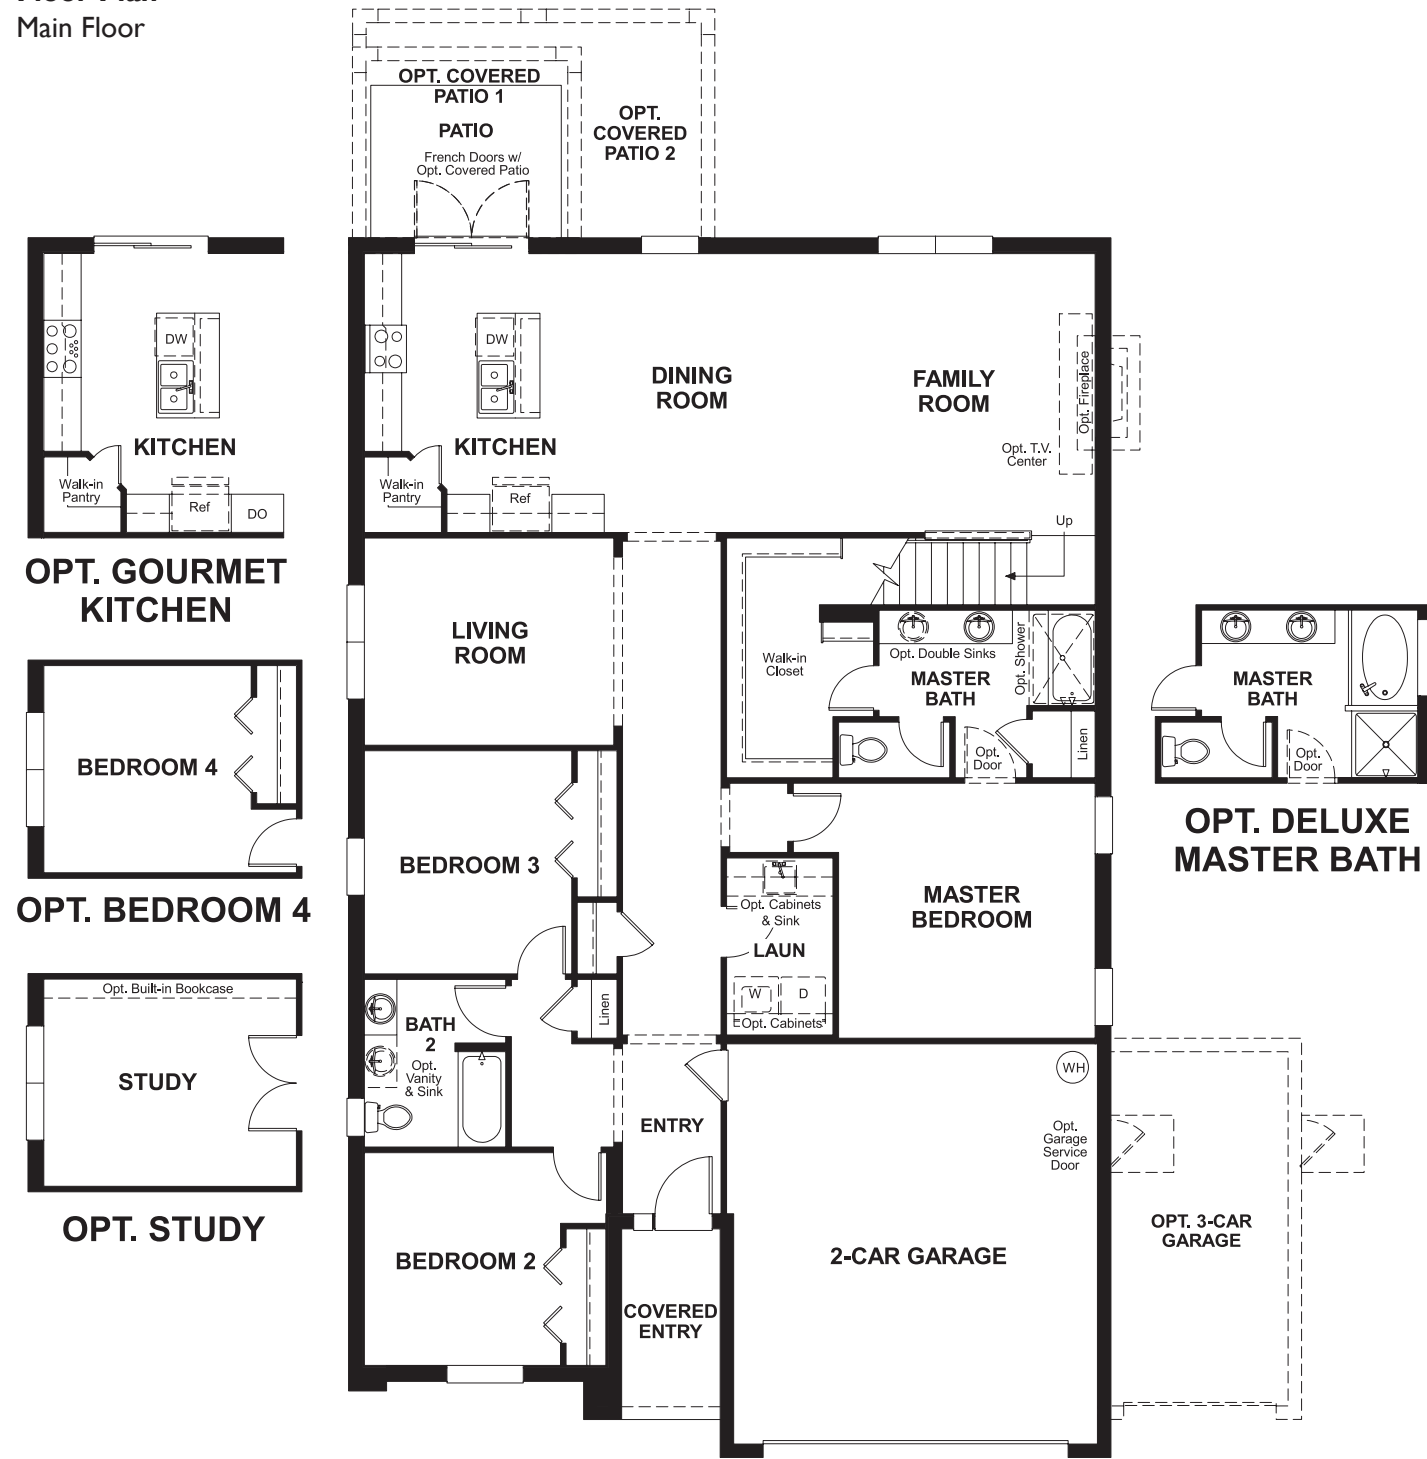 Floor Plan
Main Floor
OPT. COVERED
PATIO 1
PATIO
French Doors w/
Opt. Covered Patio
OPT.
COVERED
PATIO 2
DW
KITCHEN
Walk-in
Pantry
Ref
DO
OPT. GOURMET
KITCHEN
DW
KITCHEN
Walk-in
Pantry
Ref
DINING
ROOM
FAMILY
ROOM
Opt. Fireplace
Opt. T.V.
Center
Up
LIVING
ROOM
Walk-in
Closet
Opt. Double Sinks
MASTER
BATH
Opt. Shower
Opt.
Door
Linen
MASTER
BATH
Opt.
Door
OPT. DELUXE
MASTER BATH
BEDROOM 4
OPT. BEDROOM 4
BEDROOM 3
Opt. Cabinets
& Sink
LAUN
W
D
Opt. Cabinets
MASTER
BEDROOM
Opt. Built-in Bookcase
STUDY
OPT. STUDY
BATH
2
Opt.
Vanity
& Sink
Linen
ENTRY
WH
Opt.
Garage
Service
Door
BEDROOM 2
COVERED
ENTRY
2-CAR GARAGE
OPT. 3-CAR
GARAGE